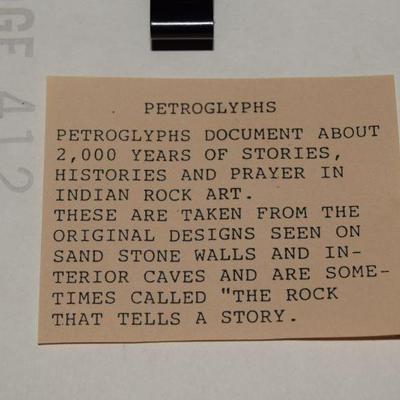 PETROGLYPHS
PETROGLYPHS DOCUMENT ABOUT
2,000 YEARS OF STORIES,
HISTORIES AND PRAYER IN
INDIAN ROCK ART.
THESE ARE TAKEN FROM THE
ORIGINAL DESIGNS SEEN ON
SAND STONE WALLS AND IN-
TERIOR CAVES AND ARE SOME-
TIMES CALLED "THE ROCK
THAT TELLS A STORY.
GE 412